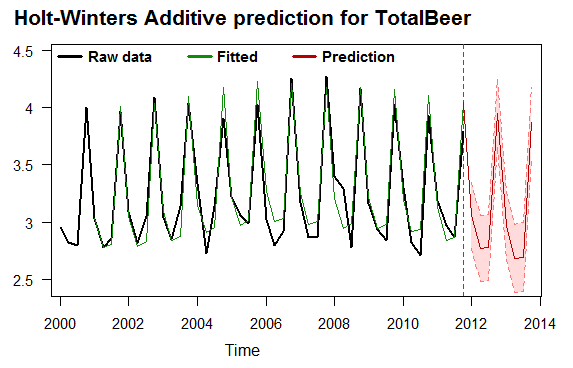 Holt-Winters Additive prediction for TotalBeer
Raw data Fitted Prediction
4.5
4
3.5
3
2.5
2000 2002 2004 2006 2008 2010 2012 2014
Time